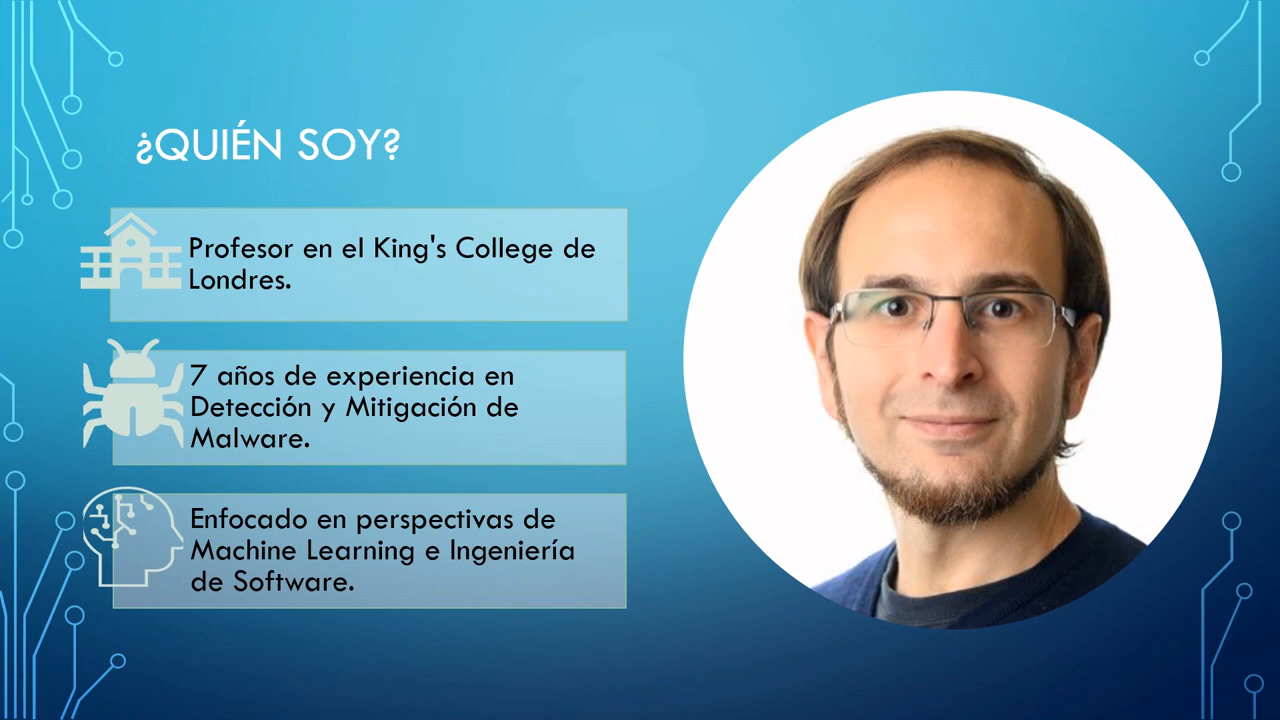 ¿QUIÉN SOY?
Profesor en el King's College de
Londres.
7 años de experiencia en
Detección y Mitigación de
Malware.
Enfocado en perspectivas de
Machine Learning e Ingeniería
de Software.